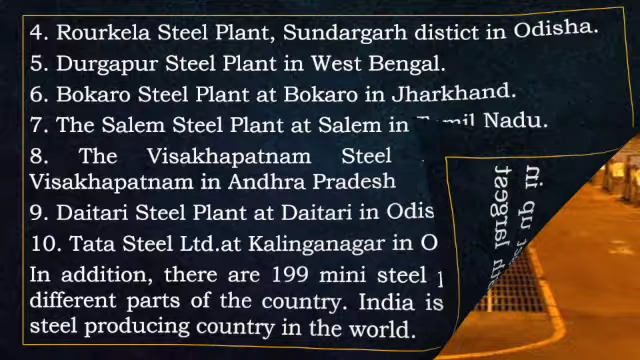 4. Rourkela Steel Plant, Sundargarh distict in Odisha.
5. Durgapur Steel Plant in West Bengal.
6. Bokaro Steel Plant at Bokaro in Jharkhand.
7. The Salem Steel Plant at Salem in Tamil Nadu.
8. The Visakhapatnam Steel
Visakhapatnam in Andhra Pradesh
9. Daitari Steel Plant at Daitari in Odis
10. Tata Steel Ltd.at Kalinganagar in O
In addition, there are 199 mini steel
different parts of the country. India is
steel producing country in the world.
largest
up in